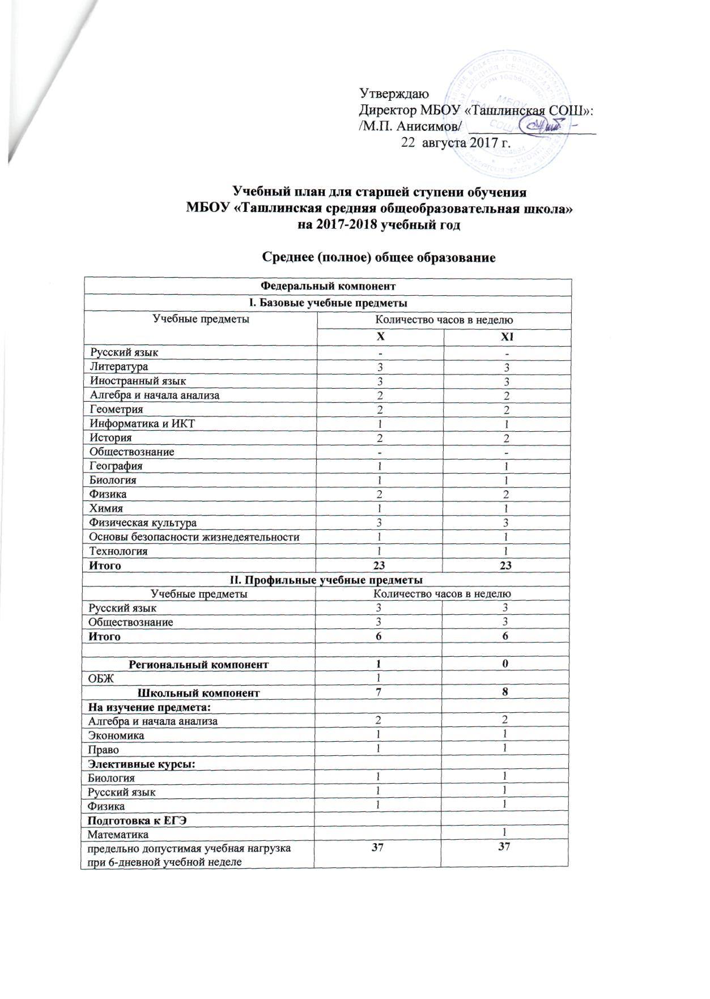 Утверждаю
Директор МБОУ «Ташлинская СОШ»:
/М.П. Анисимов/
22 августа 2017 г.
МБОУ
СОШ"
Учебный план для старшей ступени обучения
МБОУ «Ташлинская средняя общеобразовательная школа»
на 2017-2018 учебный год
Среднее (полное) общее образование
Федеральный компонент
I. Базовые учебные предметы
Учебные предметы Количество часов в неделю
X XI
Русский язык - -
Литература 3 3
Иностранный язык 3 3
Алгебра и начала анализа 2 2
Геометрия 2 2
Информатика и ИКТ 1 1
История 2 2
Обществознание - -
География 1 1
Биология 1 1
Физика 2 2
Химия 1 1
Физическая культура 3 3
Основы безопасности жизнедеятельности 1 1
Технология 1 1
Итого 23 23
II. Профильные учебные предметы
Учебные предметы Количество часов в неделю
Русский язык 3 3
Обществознание 3 3
Итого 6 6
Региональный компонент 1 0
ОБЖ 1
Школьный компонент 7 8
На изучение предмета:
Алгебра и начала анализа 2 2
Экономика 1 1
Право 1 1
Элективные курсы:
Биология 1 1
Русский язык 1 1
Физика 1 1
Подготовка к ЕГЭ
Математика 1
предельно допустимая учебная нагрузка 37 37
при 6-дневной учебной неделе